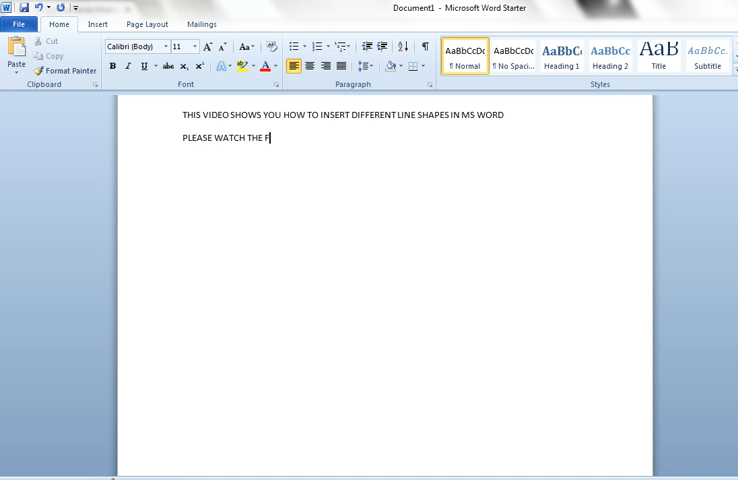 Document1 - Microsoft Word Starter
File Home Insert Page Layout Mailings
Paste
Cut
Copy
Format Painter
Clipboard
Calibri (Body) 11
Font
Paragraph
AaBbCcDc AaBbCcDc AaBbCc AaBbCc AaB AaBbCc.
¶ Normal ¶ No Spaci... Heading 1 Heading 2 Title Subtitle
Styles
THIS VIDEO SHOWS YOU HOW TO INSERT DIFFERENT LINE SHAPES IN MS WORD
PLEASE WATCH THE F